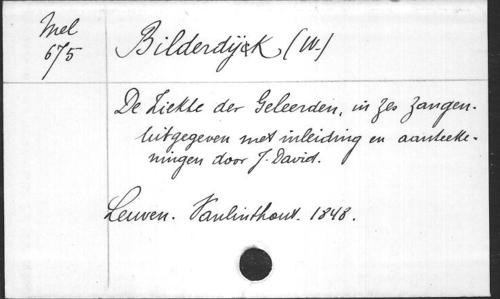 Mel
675
Bilderdijk (W.)
De Ziekte der Geleerden, in zes zangen.
Uitgegeven met inleiding en aanteeke-
ningen door J. David.
Leuven. Vanlinthout. 1848.